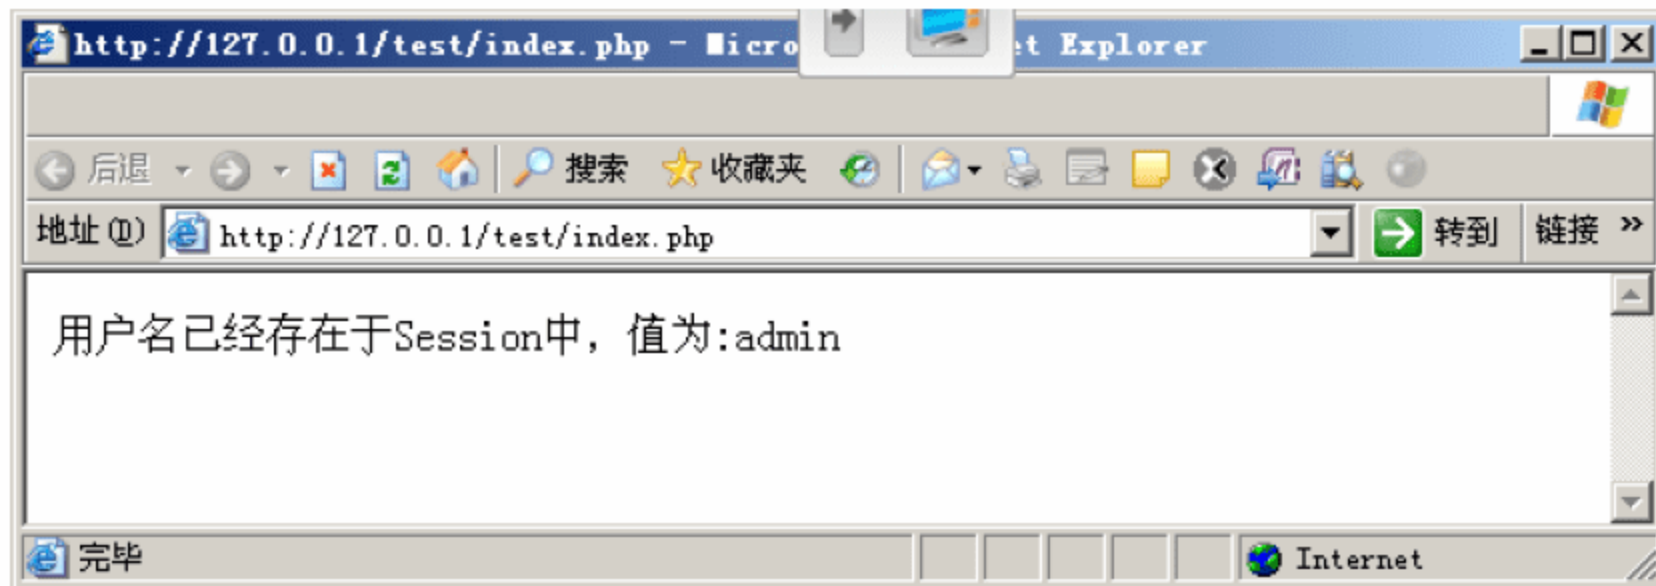 http://127.0.0.1/test/index.php - Micro et Explorer
后退 搜索 收藏夹
地址(D) http://127.0.0.1/test/index.php 转到 链接 »
用户名已经存在于Session中，值为:admin
完毕 Internet